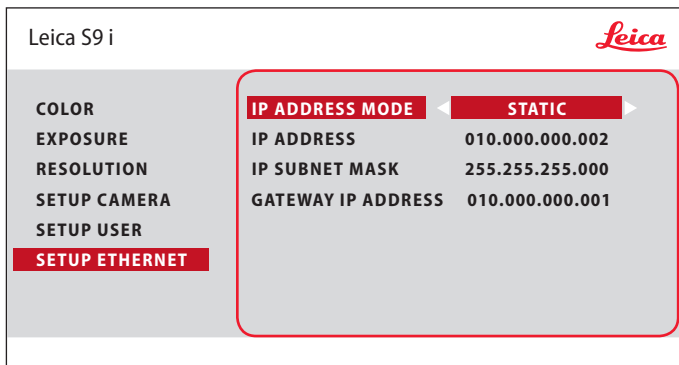 Leica S9 i
Leica
COLOR
EXPOSURE
RESOLUTION
SETUP CAMERA
SETUP USER
SETUP ETHERNET
IP ADDRESS MODE STATIC
IP ADDRESS 010.000.000.002
IP SUBNET MASK 255.255.255.000
GATEWAY IP ADDRESS 010.000.000.001